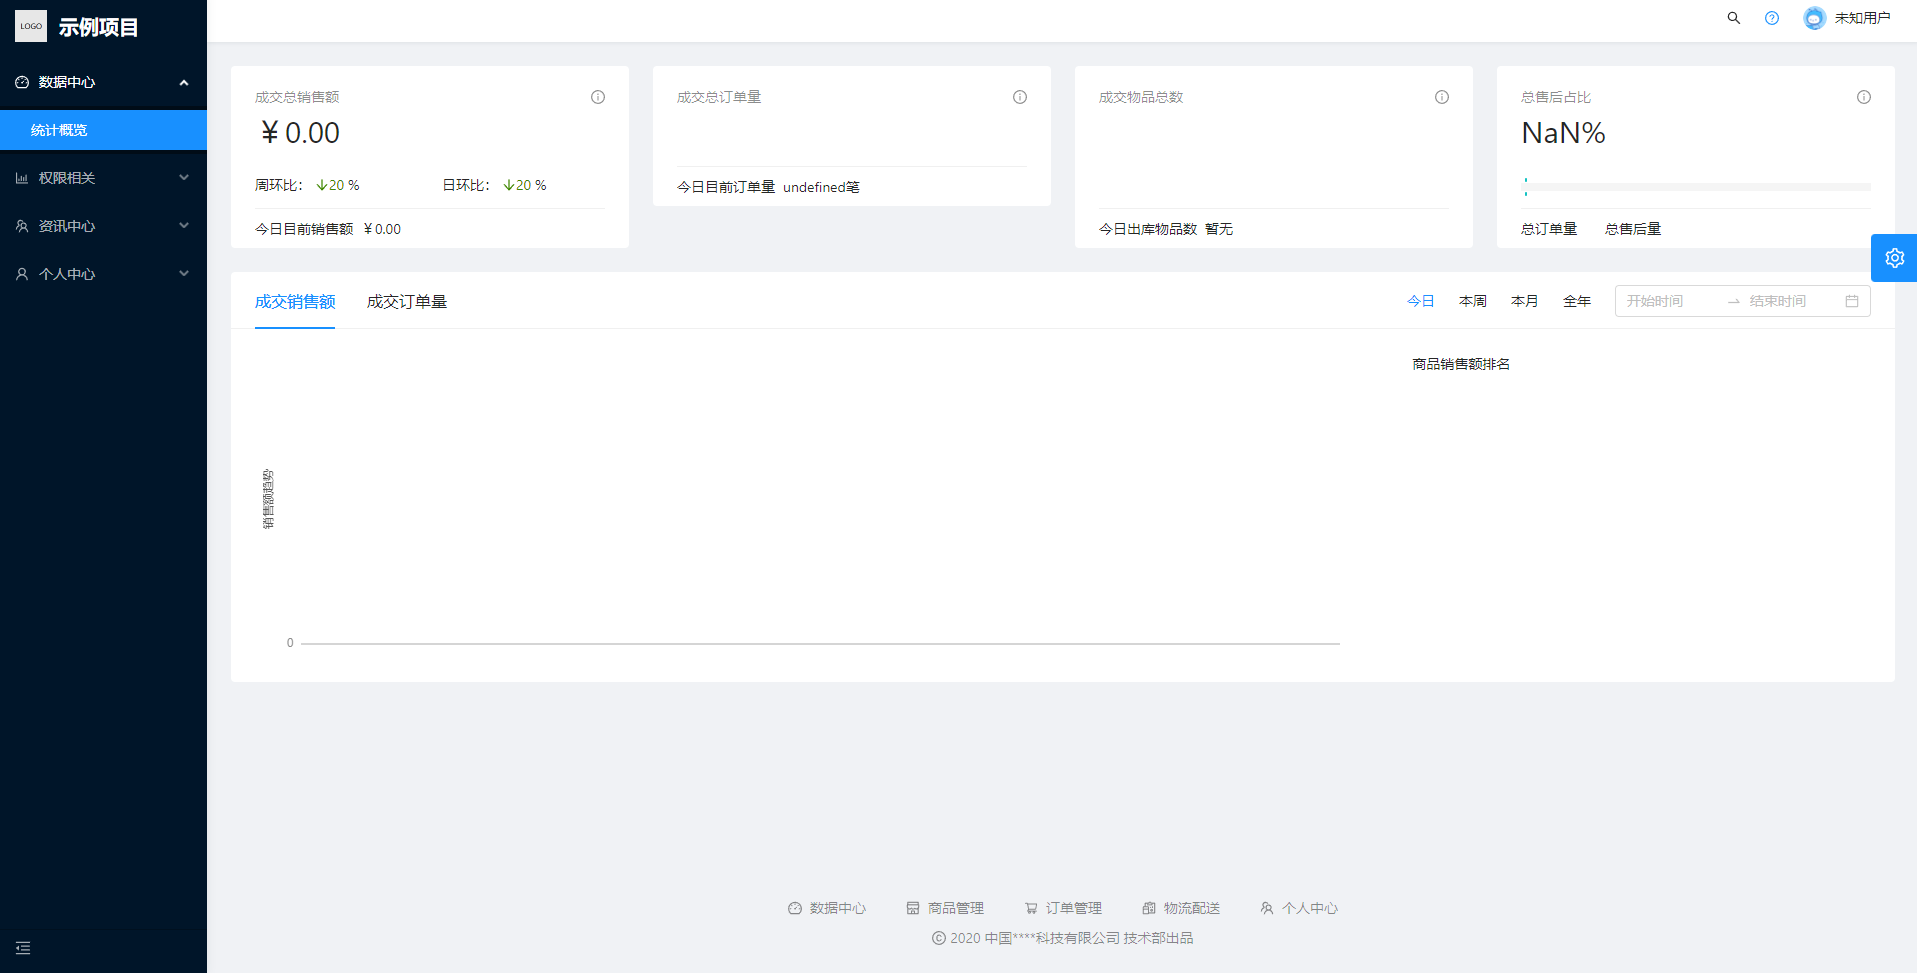 LOGO 示例项目
数据中心
统计概览
权限相关
资讯中心
个人中心
未知用户
成交总销售额
¥ 0.00
周环比： 20 %
日环比： 20 %
今日目前销售额 ¥ 0.00
成交总订单量
今日目前订单量 undefined笔
成交物品总数
今日出库物品数 暂无
总售后占比
NaN%
总订单量 总售后量
成交销售额 成交订单量
今日 本周 本月 全年 开始时间 → 结束时间
商品销售额排名
销售额趋势
0
数据中心 商品管理 订单管理 物流配送 个人中心
© 2020 中国****科技有限公司 技术部出品